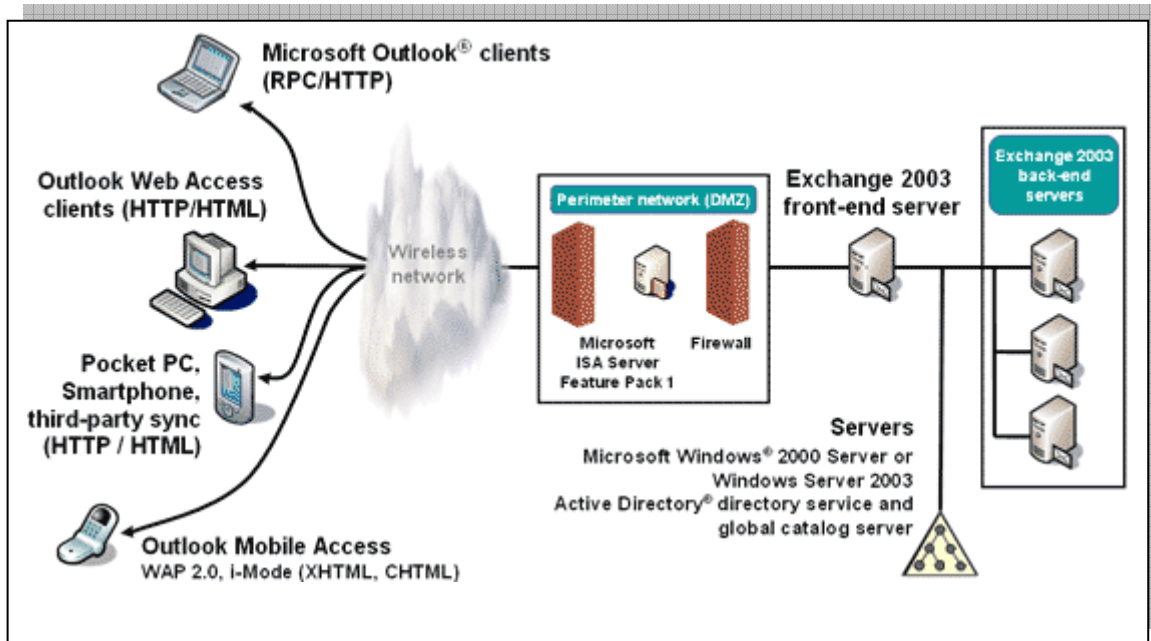 Microsoft Outlook® clients
(RPC/HTTP)
Outlook Web Access
clients (HTTP/HTML)
Pocket PC,
Smartphone,
third-party sync
(HTTP / HTML)
Outlook Mobile Access
WAP 2.0, i-Mode (XHTML, CHTML)
Wireless
network
Perimeter network (DMZ)
Microsoft
ISA Server
Feature Pack 1
Firewall
Exchange 2003
front-end server
Exchange 2003
back-end
servers
Servers
Microsoft Windows® 2000 Server or
Windows Server 2003
Active Directory® directory service and
global catalog server